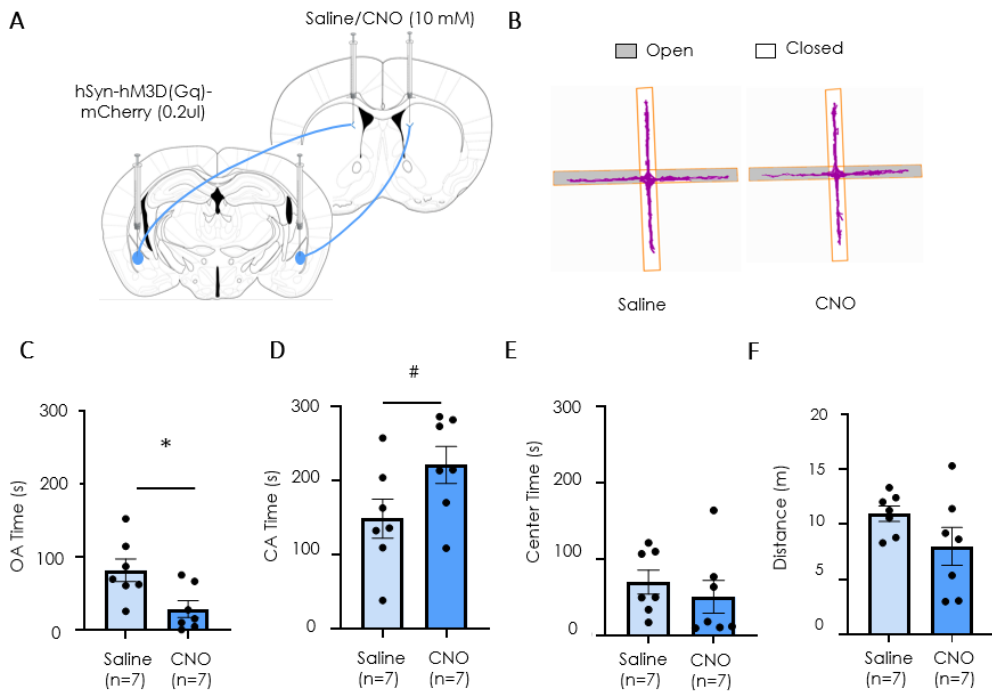 A
Saline/CNO (10 mM)
hSyn-hM3D(Gq)-
mCherry (0.2ul)
B
Open
Closed
Saline
CNO
C
OA Time (s)
300
200
100
0
*
Saline
(n=7)
CNO
(n=7)
D
CA Time (s)
300
200
100
0
#
Saline
(n=7)
CNO
(n=7)
E
Center Time (s)
300
200
100
0
Saline
(n=7)
CNO
(n=7)
F
Distance (m)
20
15
10
5
0
Saline
(n=7)
CNO
(n=7)